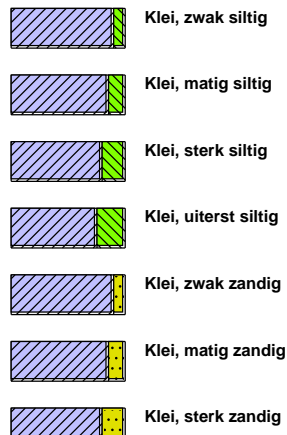 Klei, zwak siltig
Klei, matig siltig
Klei, sterk siltig
Klei, uiterst siltig
Klei, zwak zandig
Klei, matig zandig
Klei, sterk zandig